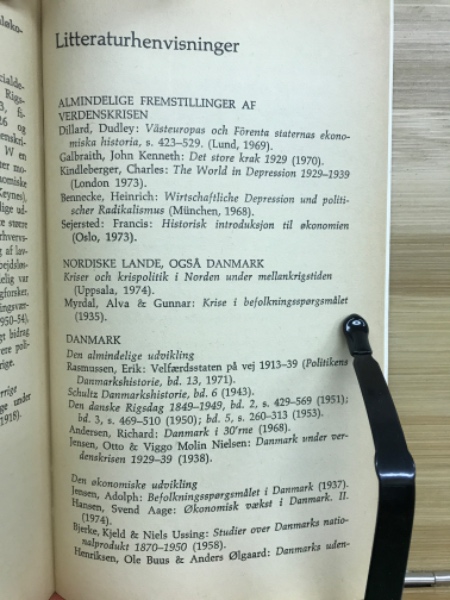 Litteraturhenvisninger
ALMINDELIGE FREMSTILLINGER AF
VERDENSKRISEN
Dillard, Dudley: Västeuropas och Förenta staternas ekono-
miska historia, s. 423–529. (Lund, 1969).
Galbraith, John Kenneth: Det store krak 1929 (1970).
Kindleberger, Charles: The World in Depression 1929–1939
(London 1973).
Bennecke, Heinrich: Wirtschaftliche Depression und politi-
scher Radikalismus (München, 1968).
Sejersted: Francis: Historisk introduksjon til økonomien
(Oslo, 1973).
NORDISKE LANDE, OGSÅ DANMARK
Kriser och krispolitik i Norden under mellankrigstiden
(Uppsala, 1974).
Myrdal, Alva & Gunnar: Krise i befolkningsspørgsmålet
(1935).
DANMARK
Den almindelige udvikling
Rasmussen, Erik: Velfærdsstaten på vej 1913–39 (Politikens
Danmarkshistorie, bd. 13, 1971).
Schultz Danmarkshistorie, bd. 6 (1943).
Den danske Rigsdag 1849–1949, bd. 2, s. 429–569 (1951);
bd. 3, s. 469–510 (1950); bd. 5, s. 260–313 (1953).
Andersen, Richard: Danmark i 30'rne (1968).
Jensen, Otto & Viggo Molin Nielsen: Danmark under ver-
denskrisen 1929–39 (1938).
Den økonomiske udvikling
Jensen, Adolph: Befolkningsspørgsmålet i Danmark (1937).
Hansen, Svend Aage: Økonomisk vækst i Danmark. II.
(1974).
Bjerke, Kjeld & Niels Ussing: Studier over Danmarks natio-
nalprodukt 1870–1950 (1958).
Henriksen, Ole Buus & Anders Ølgaard: Danmarks uden-